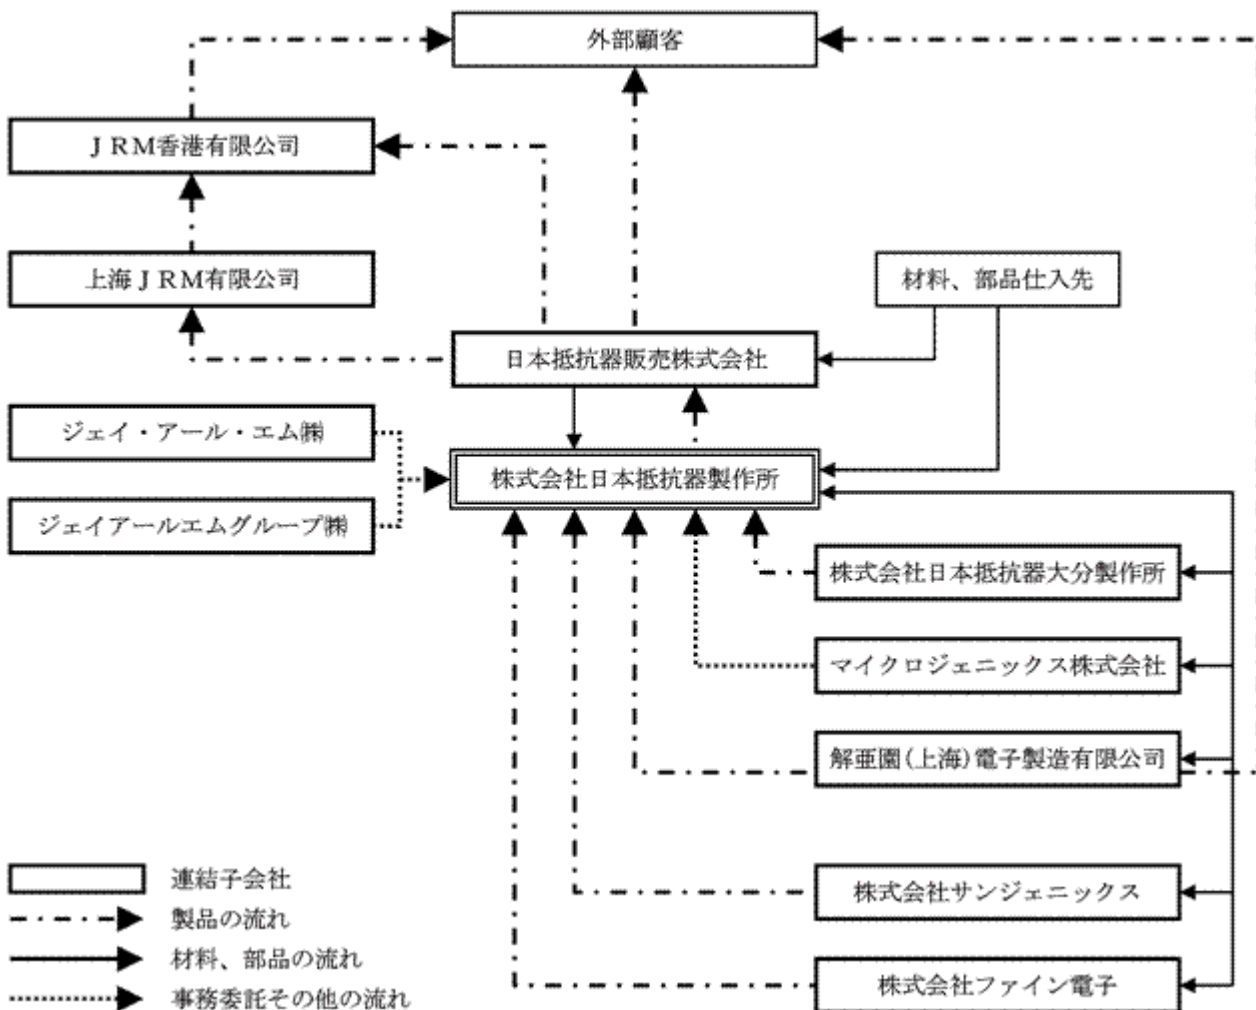 外部顧客
ＪＲＭ香港有限公司
上海ＪＲＭ有限公司
材料、部品仕入先
日本抵抗器販売株式会社
ジェイ・アール・エム㈱
株式会社日本抵抗器製作所
ジェイアールエムグループ㈱
株式会社日本抵抗器大分製作所
マイクロジェニックス株式会社
解亜園(上海)電子製造有限公司
連結子会社
株式会社サンジェニックス
製品の流れ
材料、部品の流れ
株式会社ファイン電子
事務委託その他の流れ